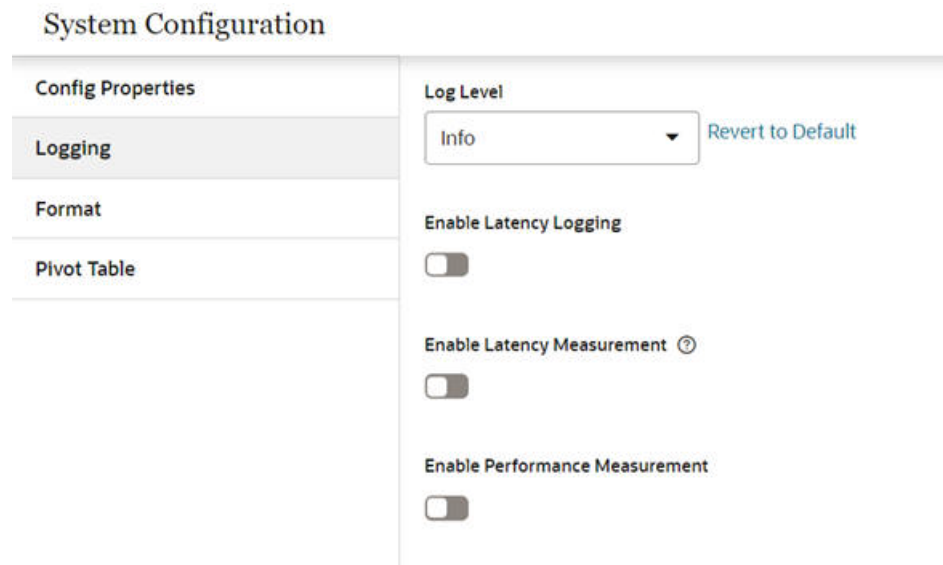 System Configuration
Config Properties
Logging
Format
Pivot Table
Log Level
Info
Revert to Default
Enable Latency Logging
Enable Latency Measurement
Enable Performance Measurement